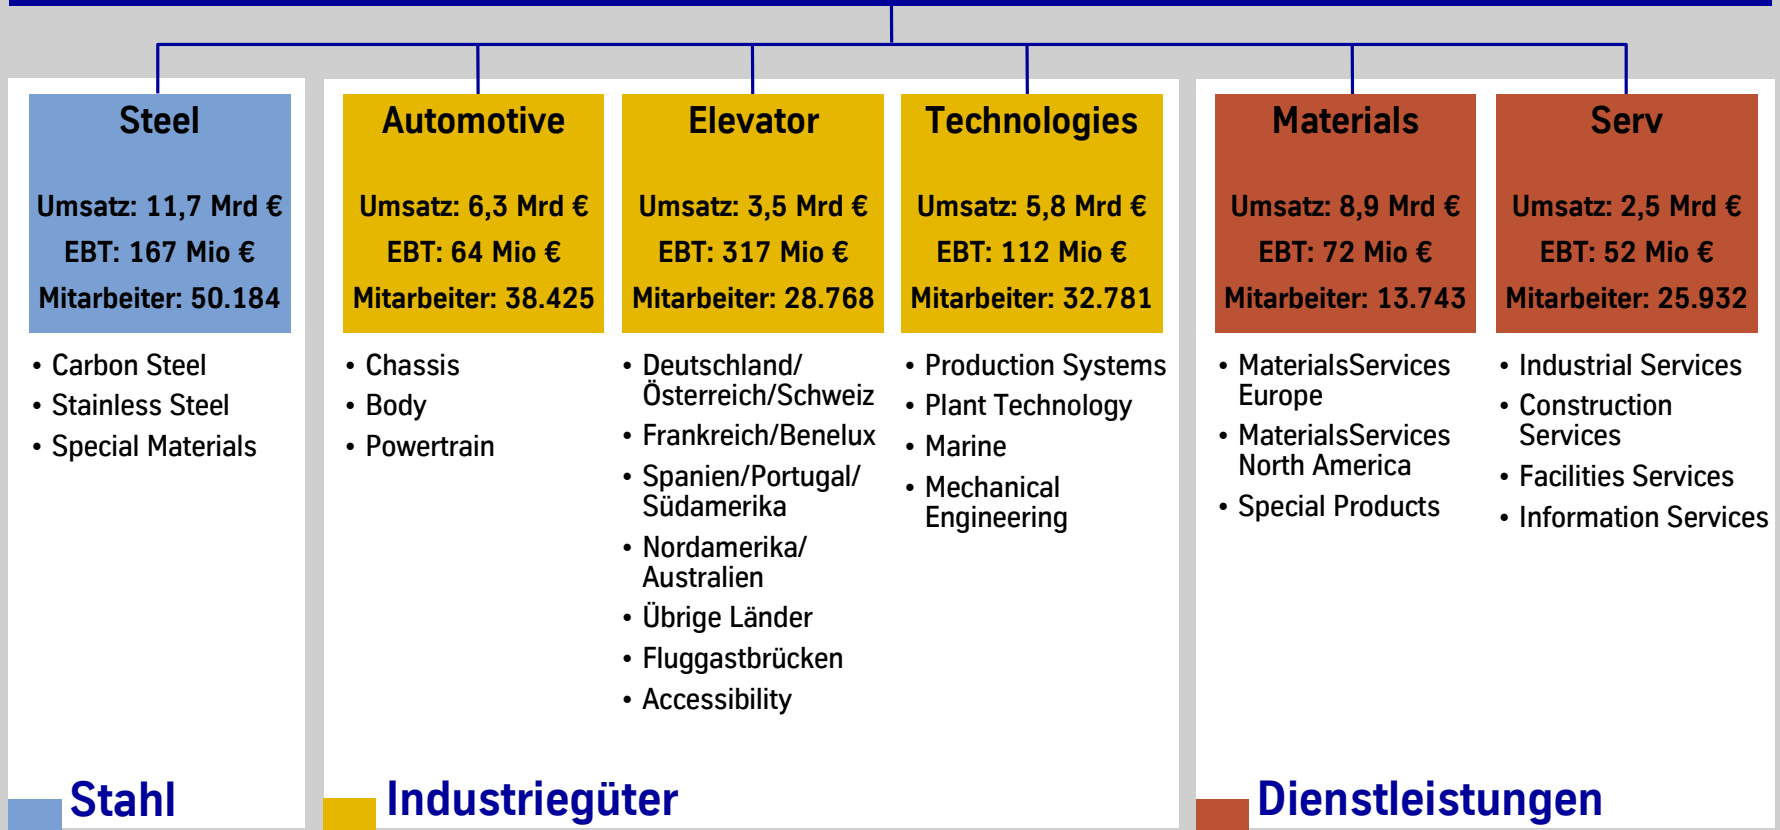 Steel
Umsatz: 11,7 Mrd €
EBT: 167 Mio €
Mitarbeiter: 50.184
• Carbon Steel
• Stainless Steel
• Special Materials
Stahl
Automotive
Umsatz: 6,3 Mrd €
EBT: 64 Mio €
Mitarbeiter: 38.425
• Chassis
• Body
• Powertrain
Elevator
Umsatz: 3,5 Mrd €
EBT: 317 Mio €
Mitarbeiter: 28.768
• Deutschland/
Österreich/Schweiz
• Frankreich/Benelux
• Spanien/Portugal/
Südamerika
• Nordamerika/
Australien
• Übrige Länder
• Fluggastbrücken
• Accessibility
Technologies
Umsatz: 5,8 Mrd €
EBT: 112 Mio €
Mitarbeiter: 32.781
• Production Systems
• Plant Technology
• Marine
• Mechanical
Engineering
Industriegüter
Materials
Umsatz: 8,9 Mrd €
EBT: 72 Mio €
Mitarbeiter: 13.743
• MaterialsServices
Europe
• MaterialsServices
North America
• Special Products
Serv
Umsatz: 2,5 Mrd €
EBT: 52 Mio €
Mitarbeiter: 25.932
• Industrial Services
• Construction
Services
• Facilities Services
• Information Services
Dienstleistungen